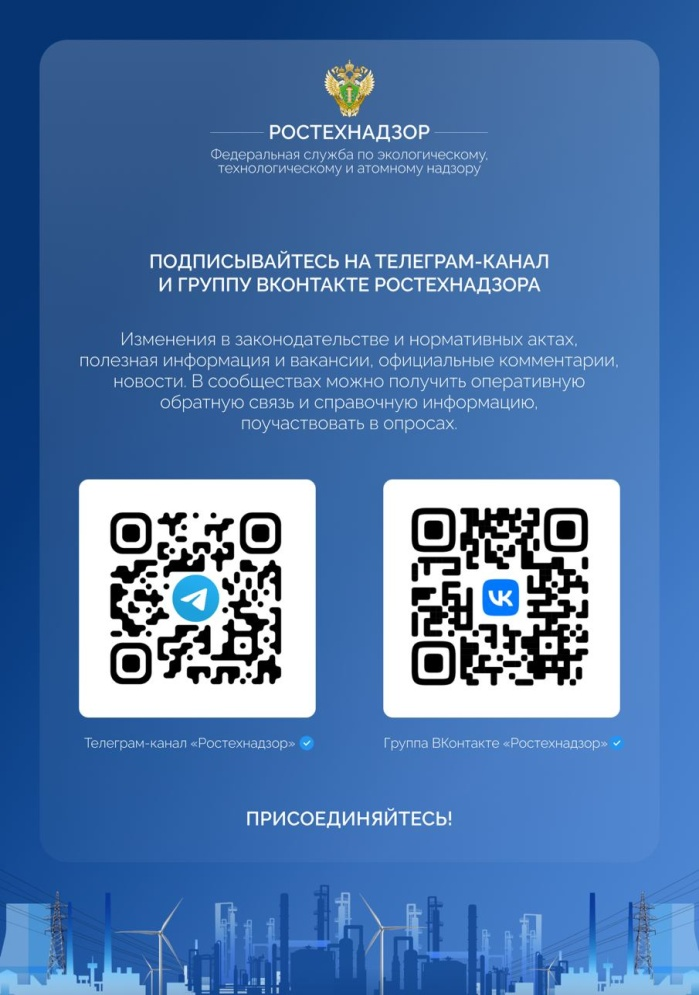 РОСТЕХНАДЗОР
Федеральная служба по экологическому,
технологическому и атомному надзору
ПОДПИСЫВАЙТЕСЬ НА ТЕЛЕГРАМ-КАНАЛ
И ГРУППУ ВКОНТАКТЕ РОСТЕХНАДЗОРА
Изменения в законодательстве и нормативных актах,
полезная информация и вакансии, официальные комментарии,
новости. В сообществах можно получить оперативную
обратную связь и справочную информацию,
поучаствовать в опросах.
Телеграм-канал «Ростехнадзор»
Группа ВКонтакте «Ростехнадзор»
ПРИСОЕДИНЯЙТЕСЬ!